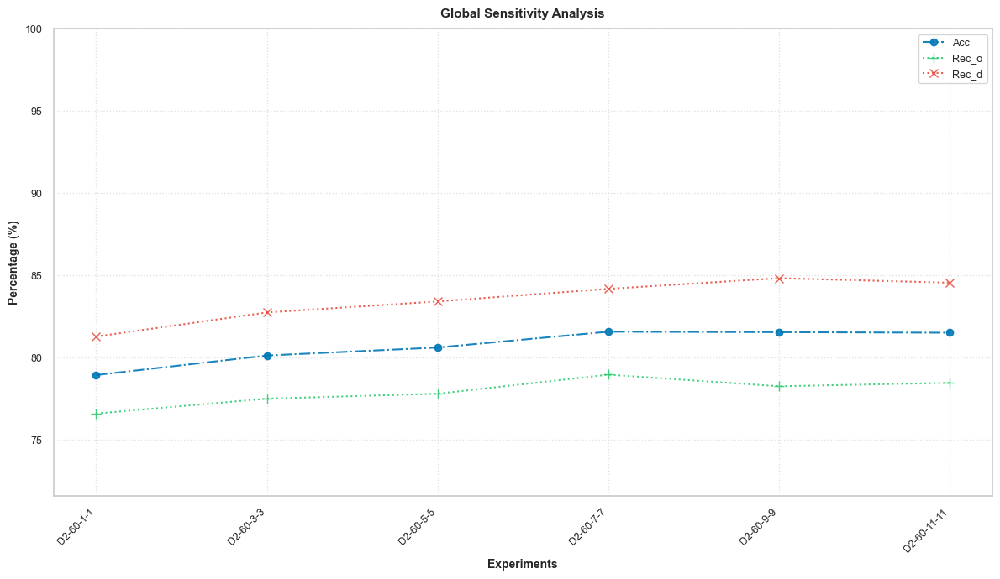 Global Sensitivity Analysis
100
95
90
85
80
75
Percentage (%)
Acc
Rec_o
Rec_d
D2-60-1-1
D2-60-3-3
D2-60-5-5
D2-60-7-7
D2-60-9-9
D2-60-11-11
Experiments